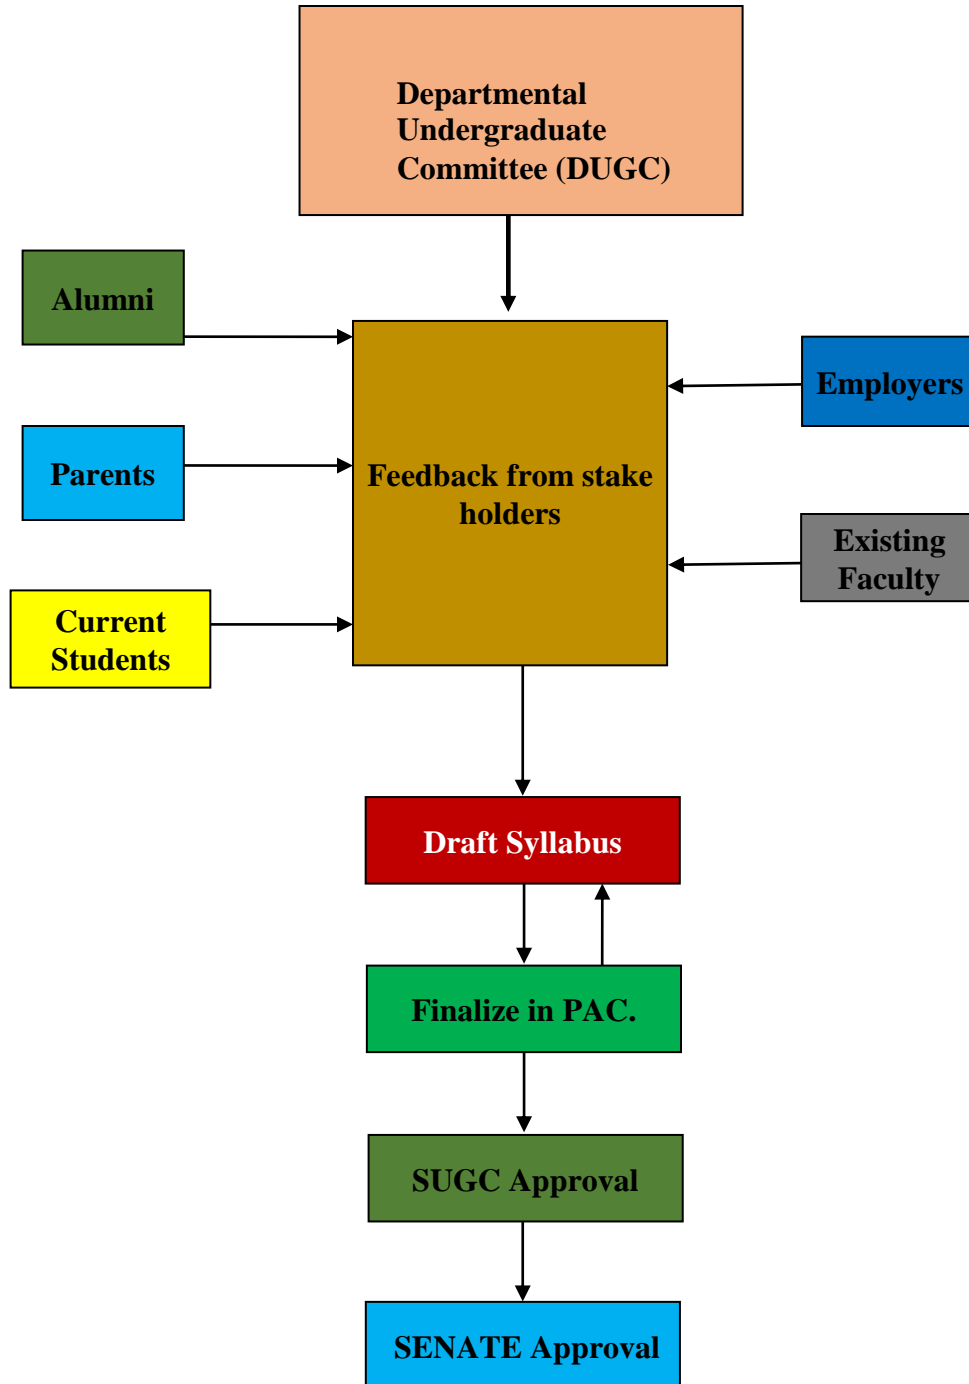 Departmental
Undergraduate
Committee (DUGC)
Alumni
Employers
Parents
Feedback from stake
holders
Existing
Faculty
Current
Students
Draft Syllabus
Finalize in PAC.
SUGC Approval
SENATE Approval